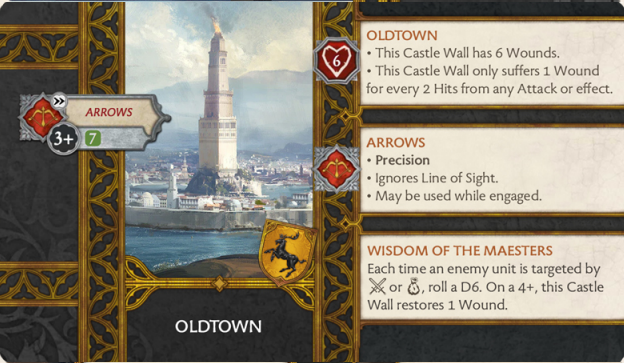 ARROWS
3+ 7
OLDTOWN
6
OLDTOWN
• This Castle Wall has 6 Wounds.
• This Castle Wall only suffers 1 Wound
for every 2 Hits from any Attack or effect.
ARROWS
• Precision
• Ignores Line of Sight.
• May be used while engaged.
WISDOM OF THE MAESTERS
Each time an enemy unit is targeted by
or , roll a D6. On a 4+, this Castle
Wall restores 1 Wound.